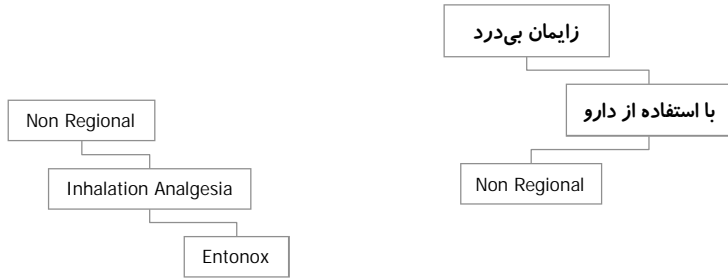 زایمان بی‌درد
با استفاده از دارو
Non Regional
Non Regional
Inhalation Analgesia
Entonox